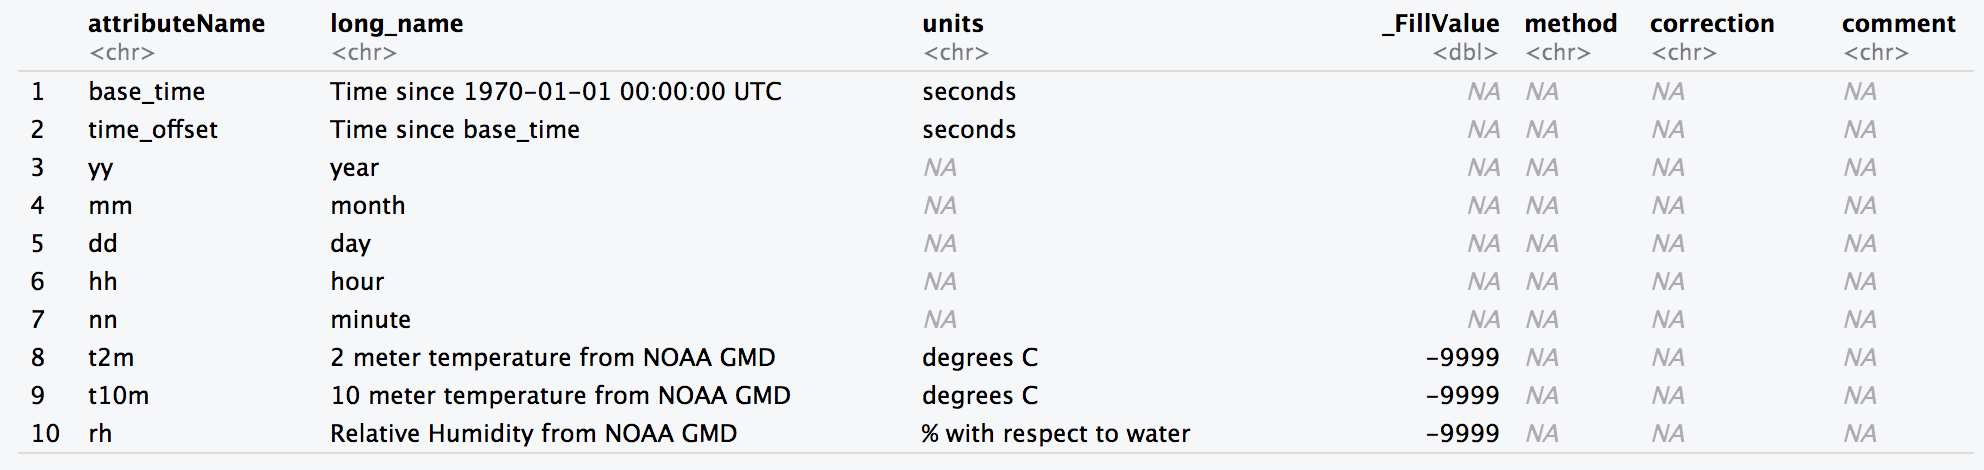 attributeName long_name units _FillValue method correction comment
<chr> <chr> <chr> <dbl> <chr> <chr> <chr>
1 base_time Time since 1970-01-01 00:00:00 UTC seconds NA NA NA NA
2 time_offset Time since base_time seconds NA NA NA NA
3 yy year NA NA NA NA NA
4 mm month NA NA NA NA NA
5 dd day NA NA NA NA NA
6 hh hour NA NA NA NA NA
7 nn minute NA NA NA NA NA
8 t2m 2 meter temperature from NOAA GMD degrees C -9999 NA NA NA
9 t10m 10 meter temperature from NOAA GMD degrees C -9999 NA NA NA
10 rh Relative Humidity from NOAA GMD % with respect to water -9999 NA NA NA